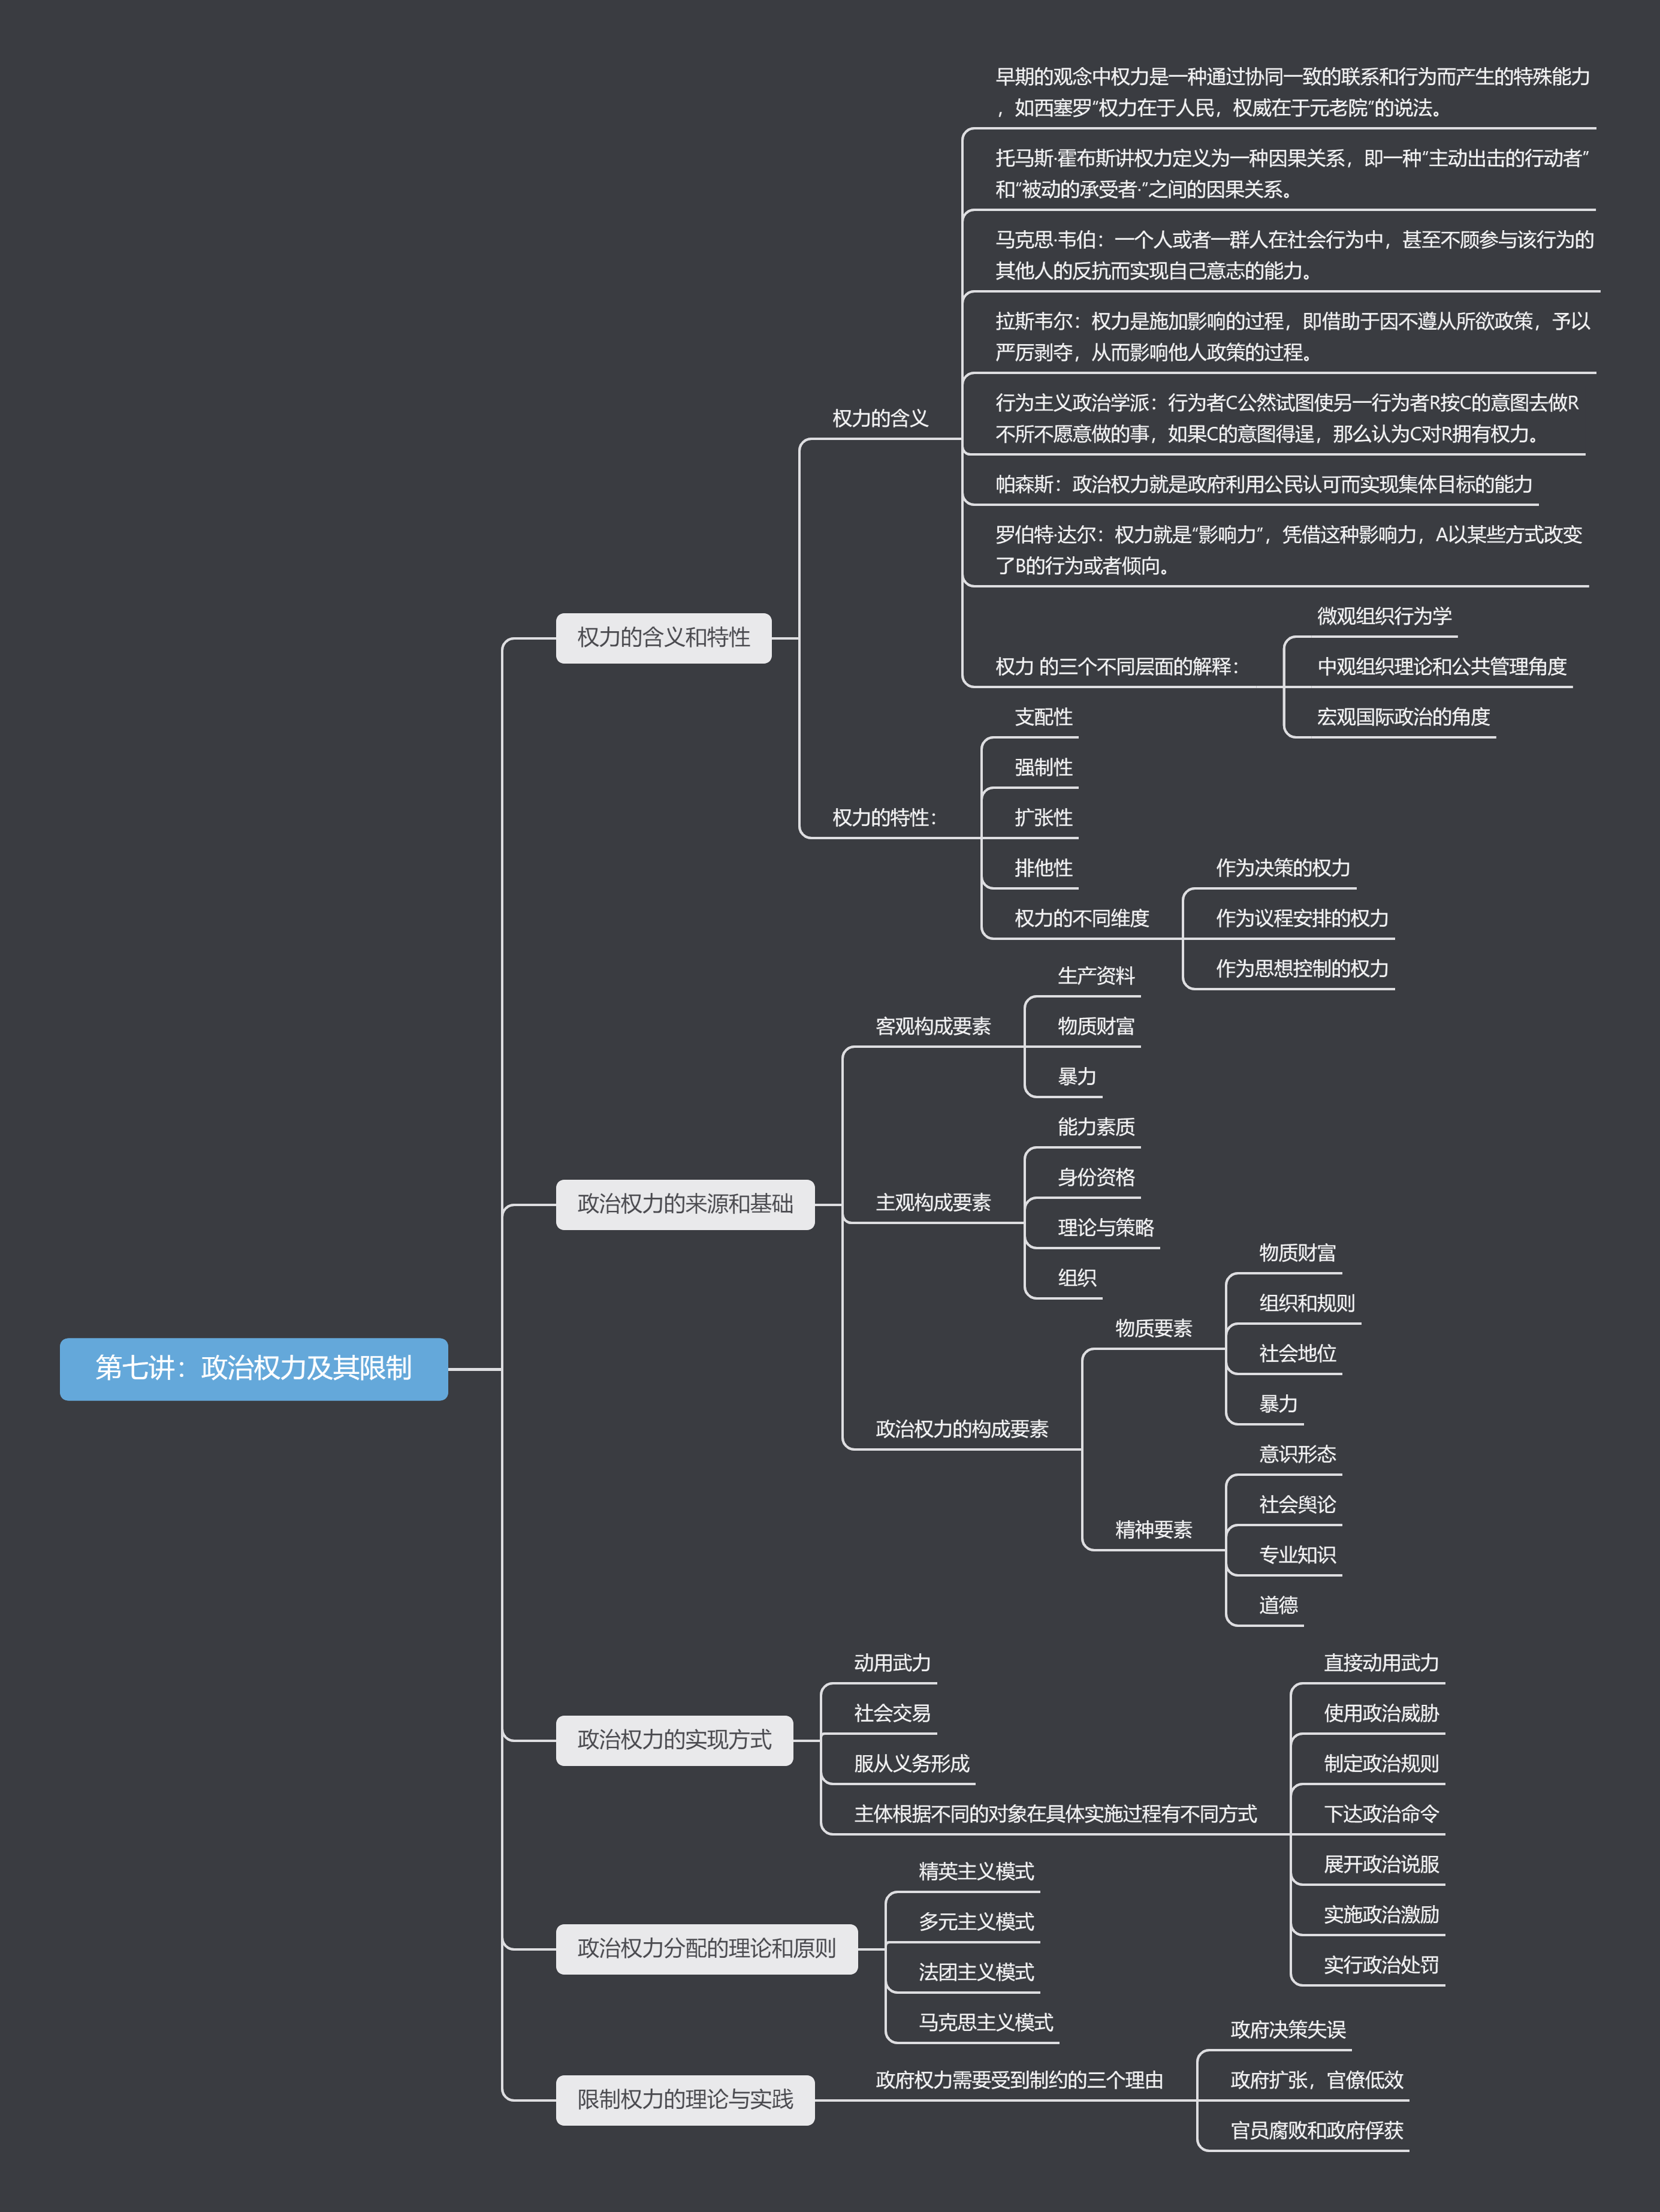 第七讲：政治权力及其限制
权力的含义和特性
权力的含义
早期的观念中权力是一种通过协同一致的联系和行为而产生的特殊能力
，如西塞罗“权力在于人民，权威在于元老院”的说法。
托马斯·霍布斯讲权力定义为一种因果关系，即一种“主动出击的行动者”
和“被动的承受者·”之间的因果关系。
马克思·韦伯：一个人或者一群人在社会行为中，甚至不顾参与该行为的
其他人的反抗而实现自己意志的能力。
拉斯韦尔：权力是施加影响的过程，即借助于因不遵从所欲政策，予以
严厉剥夺，从而影响他人政策的过程。
行为主义政治学派：行为者C公然试图使另一行为者R按C的意图去做R
不所不愿意做的事，如果C的意图得逞，那么认为C对R拥有权力。
帕森斯：政治权力就是政府利用公民认可而实现集体目标的能力
罗伯特·达尔：权力就是“影响力”，凭借这种影响力，A以某些方式改变
了B的行为或者倾向。
权力 的三个不同层面的解释：
微观组织行为学
中观组织理论和公共管理角度
宏观国际政治的角度
权力的特性：
支配性
强制性
扩张性
排他性
权力的不同维度
作为决策的权力
作为议程安排的权力
作为思想控制的权力
政治权力的来源和基础
客观构成要素
生产资料
物质财富
暴力
主观构成要素
能力素质
身份资格
理论与策略
组织
政治权力的构成要素
物质要素
物质财富
组织和规则
社会地位
暴力
精神要素
意识形态
社会舆论
专业知识
道德
政治权力的实现方式
动用武力
社会交易
服从义务形成
主体根据不同的对象在具体实施过程有不同方式
直接动用武力
使用政治威胁
制定政治规则
下达政治命令
展开政治说服
实施政治激励
实行政治处罚
政治权力分配的理论和原则
精英主义模式
多元主义模式
法团主义模式
马克思主义模式
限制权力的理论与实践
政府权力需要受到制约的三个理由
政府决策失误
政府扩张，官僚低效
官员腐败和政府俘获